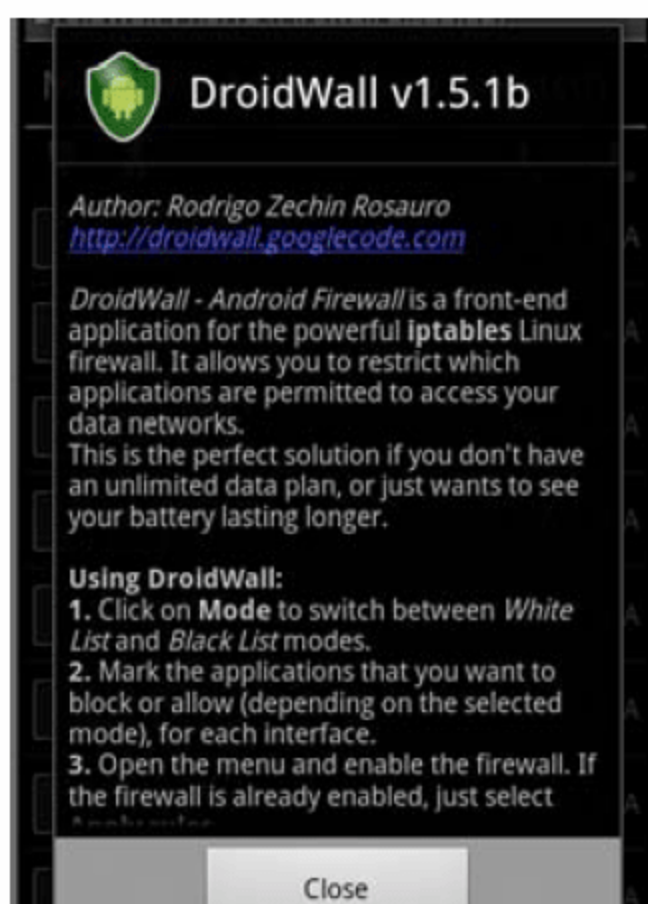 DroidWall v1.5.1b
Author: Rodrigo Zechin Rosauro
http://droidwall.googlecode.com
DroidWall - Android Firewall is a front-end
application for the powerful iptables Linux
firewall. It allows you to restrict which
applications are permitted to access your
data networks.
This is the perfect solution if you don't have
an unlimited data plan, or just wants to see
your battery lasting longer.
Using DroidWall:
1. Click on Mode to switch between White
List and Black List modes.
2. Mark the applications that you want to
block or allow (depending on the selected
mode), for each interface.
3. Open the menu and enable the firewall. If
the firewall is already enabled, just select
Close